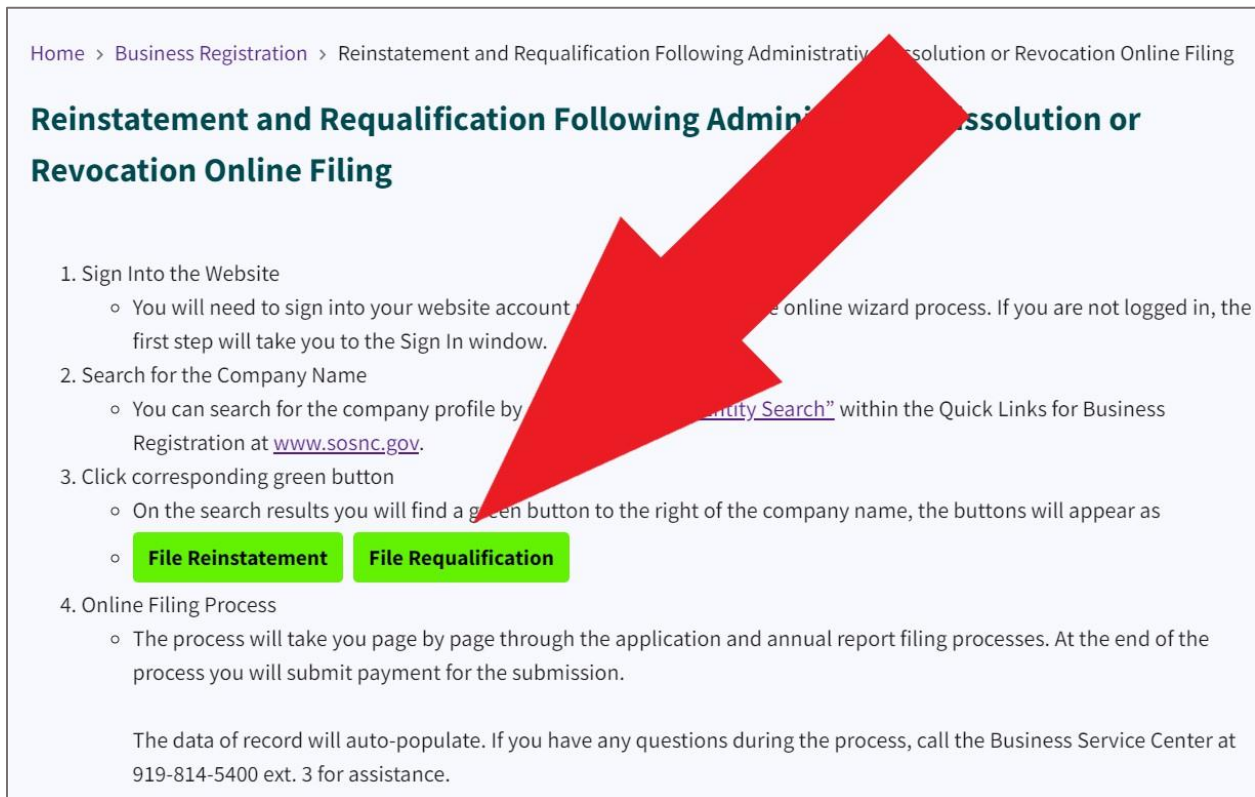 Home > Business Registration > Reinstatement and Requalification Following Administrativ solution or Revocation Online Filing
Reinstatement and Requalification Following Admini issolution or
Revocation Online Filing
1. Sign Into the Website
You will need to sign into your website account online wizard process. If you are not logged in, the
first step will take you to the Sign In window.
2. Search for the Company Name
You can search for the company profile by ntity Search” within the Quick Links for Business
Registration at www.sosnc.gov.
3. Click corresponding green button
On the search results you will find a green button to the right of the company name, the buttons will appear as
File Reinstatement File Requalification
4. Online Filing Process
The process will take you page by page through the application and annual report filing processes. At the end of the
process you will submit payment for the submission.
The data of record will auto-populate. If you have any questions during the process, call the Business Service Center at
919-814-5400 ext. 3 for assistance.